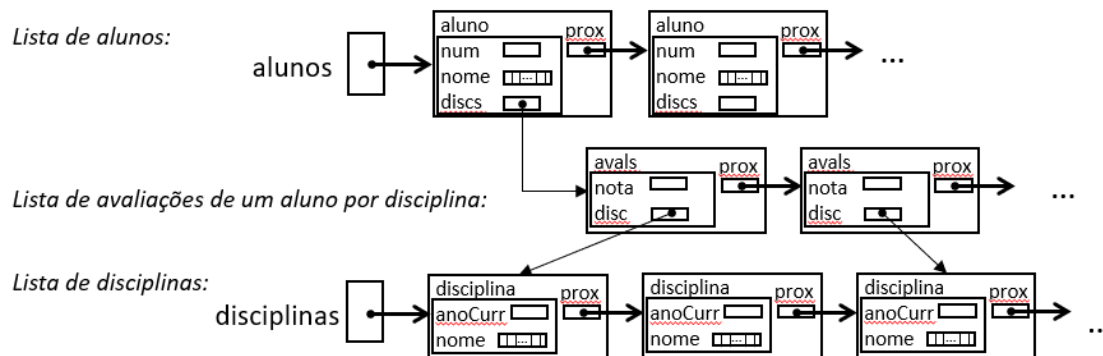 Lista de alunos:
alunos
aluno prox
num
nome ...
discs
aluno prox
num
nome ...
discs
...
Lista de avaliações de um aluno por disciplina:
avals prox
nota
disc
avals prox
nota
disc
...
Lista de disciplinas:
disciplinas
disciplina prox
anoCurr
nome ...
disciplina prox
anoCurr
nome ...
disciplina prox
anoCurr
nome ...
..